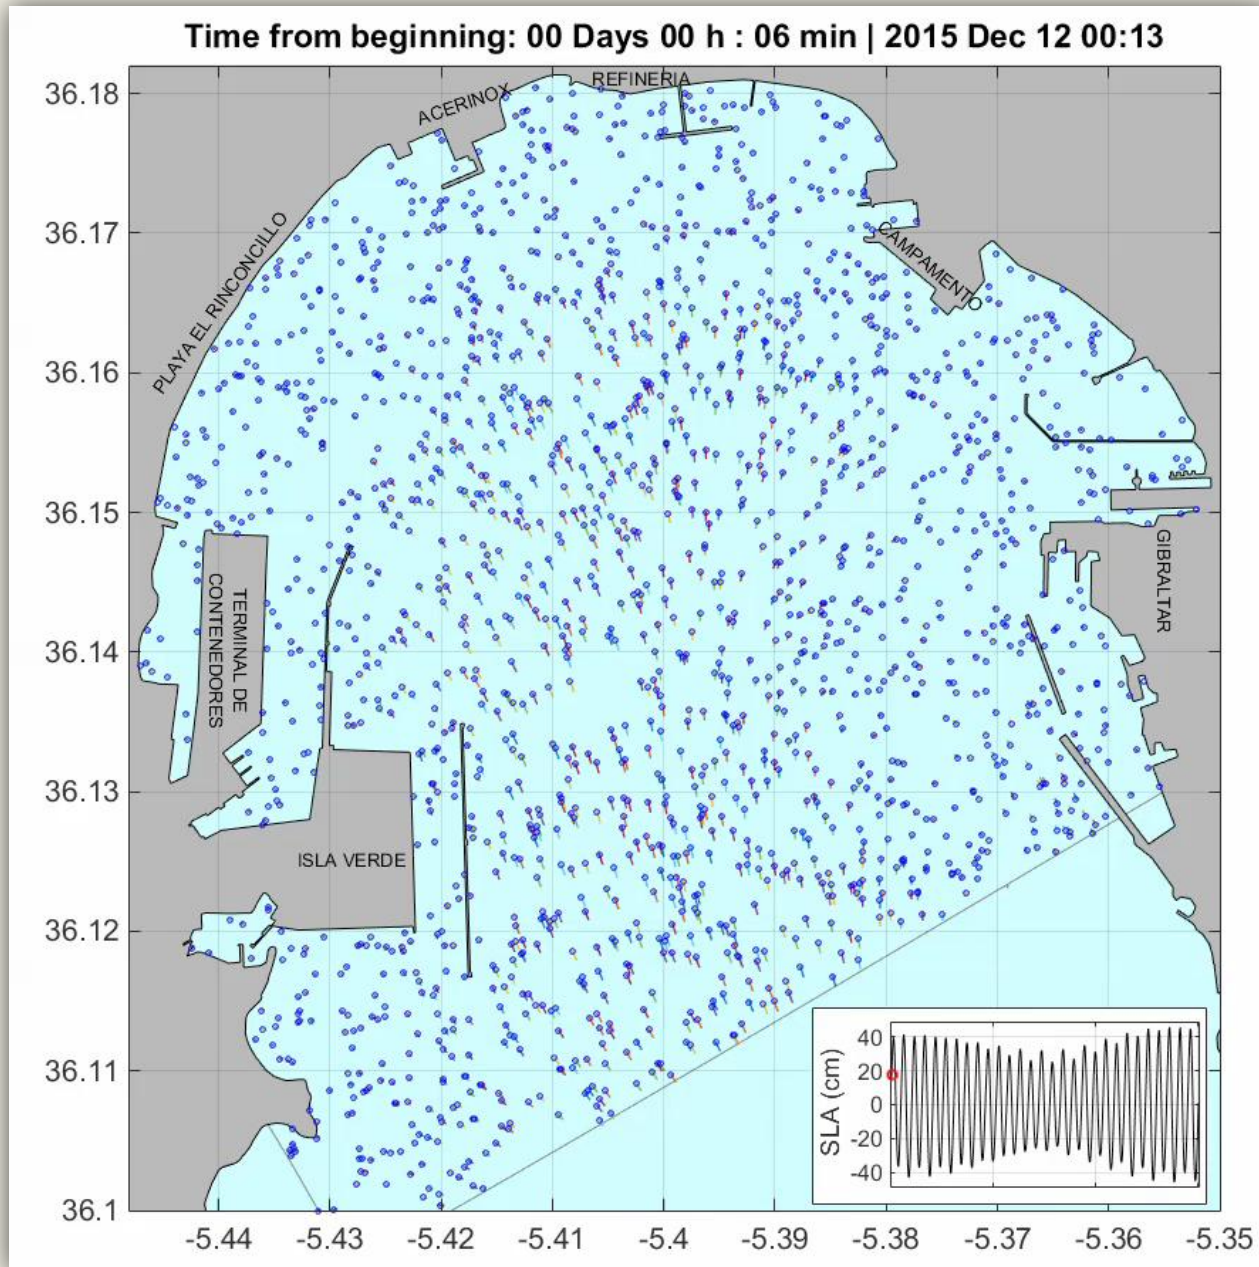 Time from beginning: 00 Days 00 h : 06 min | 2015 Dec 12 00:13
REFINERIA
ACERINOX
36.18
36.17
CAMPAMENTO
PLAYA EL RINCONCILLO
36.16
36.15
GIBRALTAR
TERMINAL DE
CONTENEDORES
36.14
36.13
ISLA VERDE
36.12
36.11
36.1
SLA (cm)
40
20
0
-20
-40
-5.44
-5.43
-5.42
-5.41
-5.4
-5.39
-5.38
-5.37
-5.36
-5.35